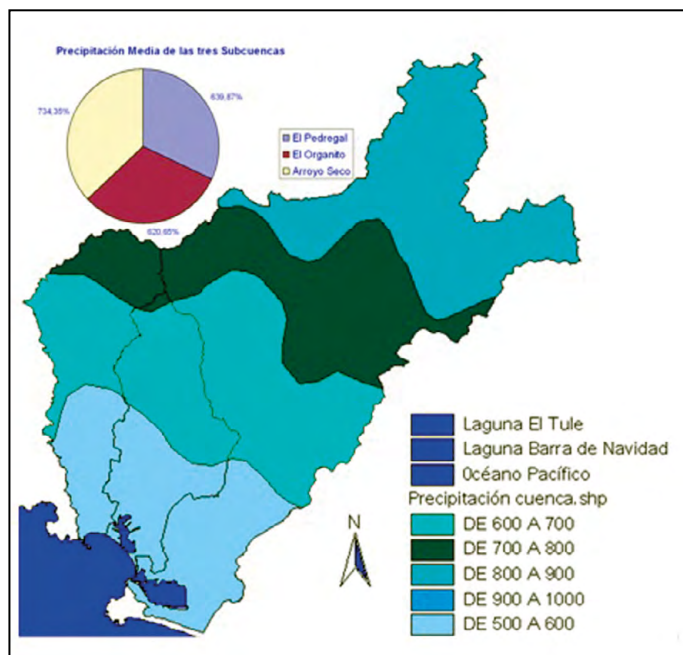 Precipitación Media de las tres Subcuencas
734,35%
639,87%
620,65%
El Pedregal
El Organito
Arroyo Seco
Laguna El Tule
Laguna Barra de Navidad
Océano Pacífico
Precipitación cuenca.shp
DE 600 A 700
DE 700 A 800
DE 800 A 900
DE 900 A 1000
DE 500 A 600
N